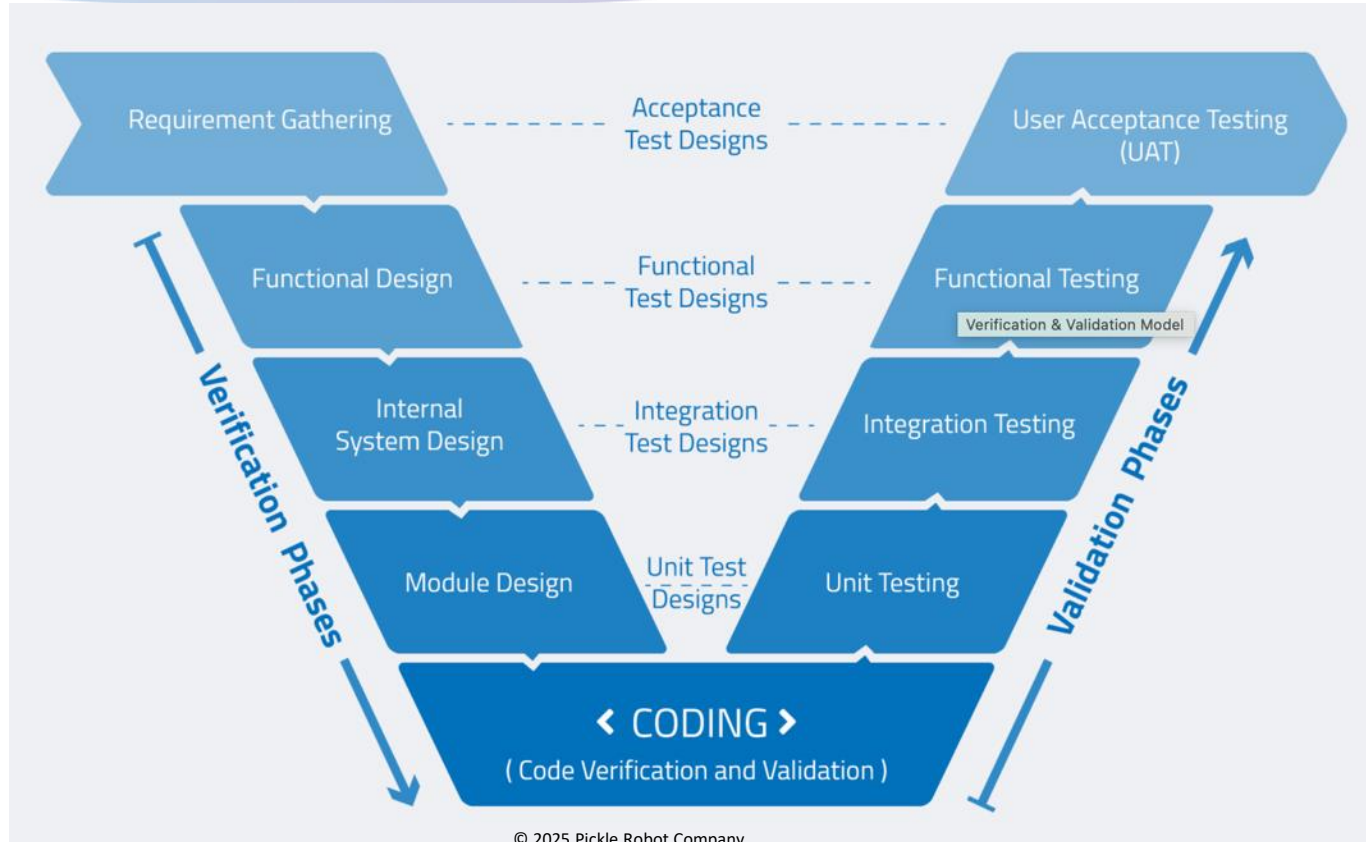 Requirement Gathering
Acceptance
Test Designs
User Acceptance Testing
(UAT)
Functional Design
Functional
Test Designs
Functional Testing
Verification & Validation Model
Internal
System Design
Integration
Test Designs
Integration Testing
Module Design
Unit Test
Designs
Unit Testing
Verification Phases
Validation Phases
< CODING >
( Code Verification and Validation )
© 2025 Pickle Robot Company